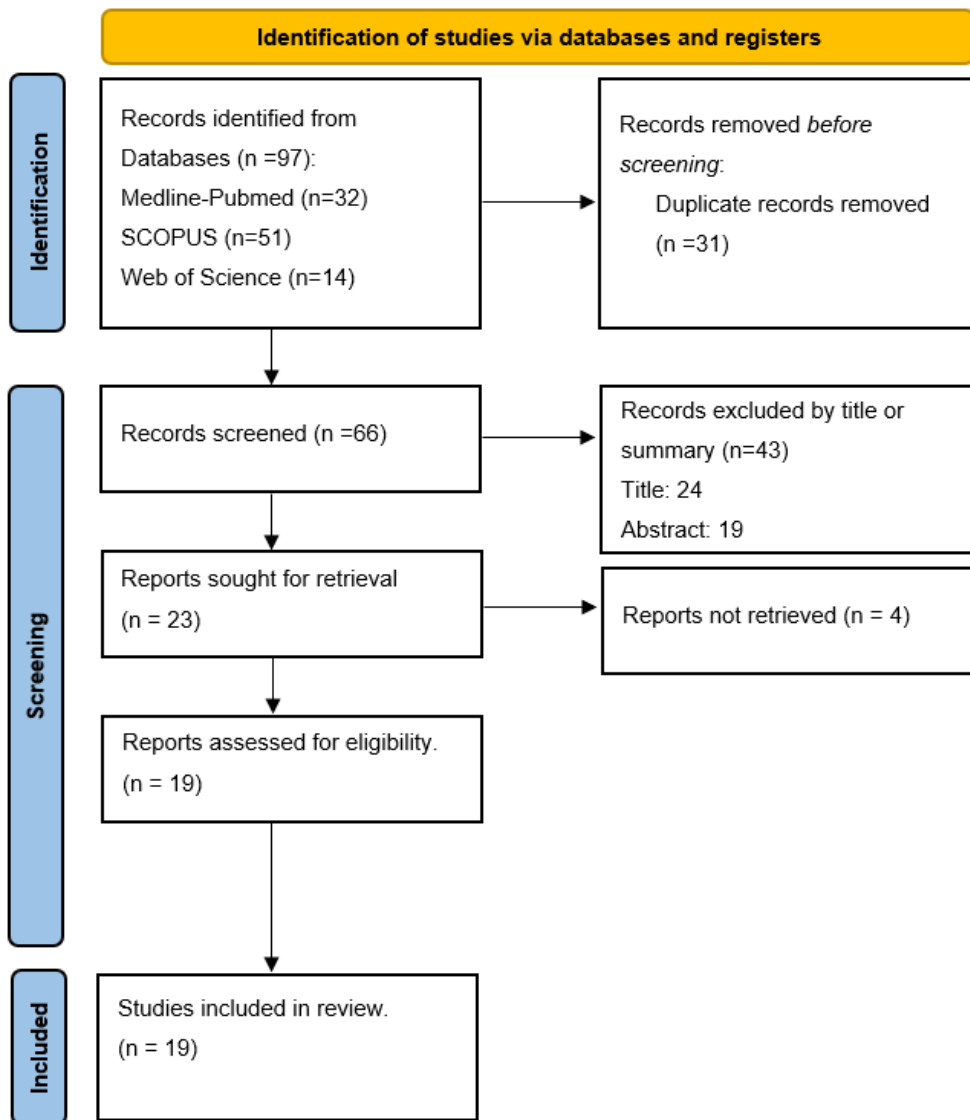 Identification of studies via databases and registers
Identification
Records identified from
Databases (n =97):
Medline-Pubmed (n=32)
SCOPUS (n=51)
Web of Science (n=14)
Records removed before
screening:
Duplicate records removed
(n =31)
Screening
Records screened (n =66)
Records excluded by title or
summary (n=43)
Title: 24
Abstract: 19
Reports sought for retrieval
(n = 23)
Reports not retrieved (n = 4)
Reports assessed for eligibility.
(n = 19)
Included
Studies included in review.
(n = 19)